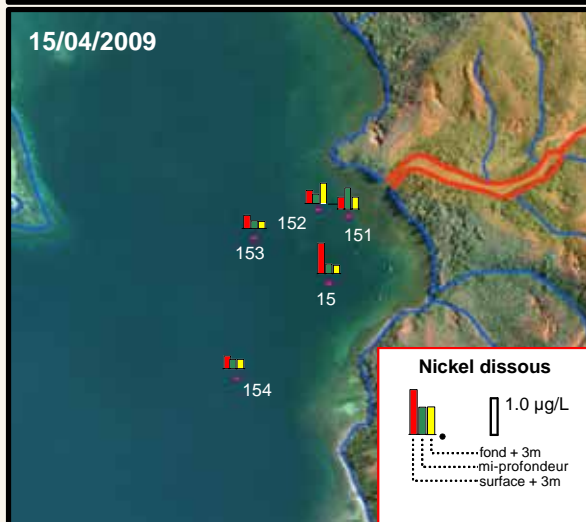 15/04/2009
152
151
153
15
154
Nickel dissous
1.0 µg/L
fond + 3m
mi-profondeur
surface + 3m